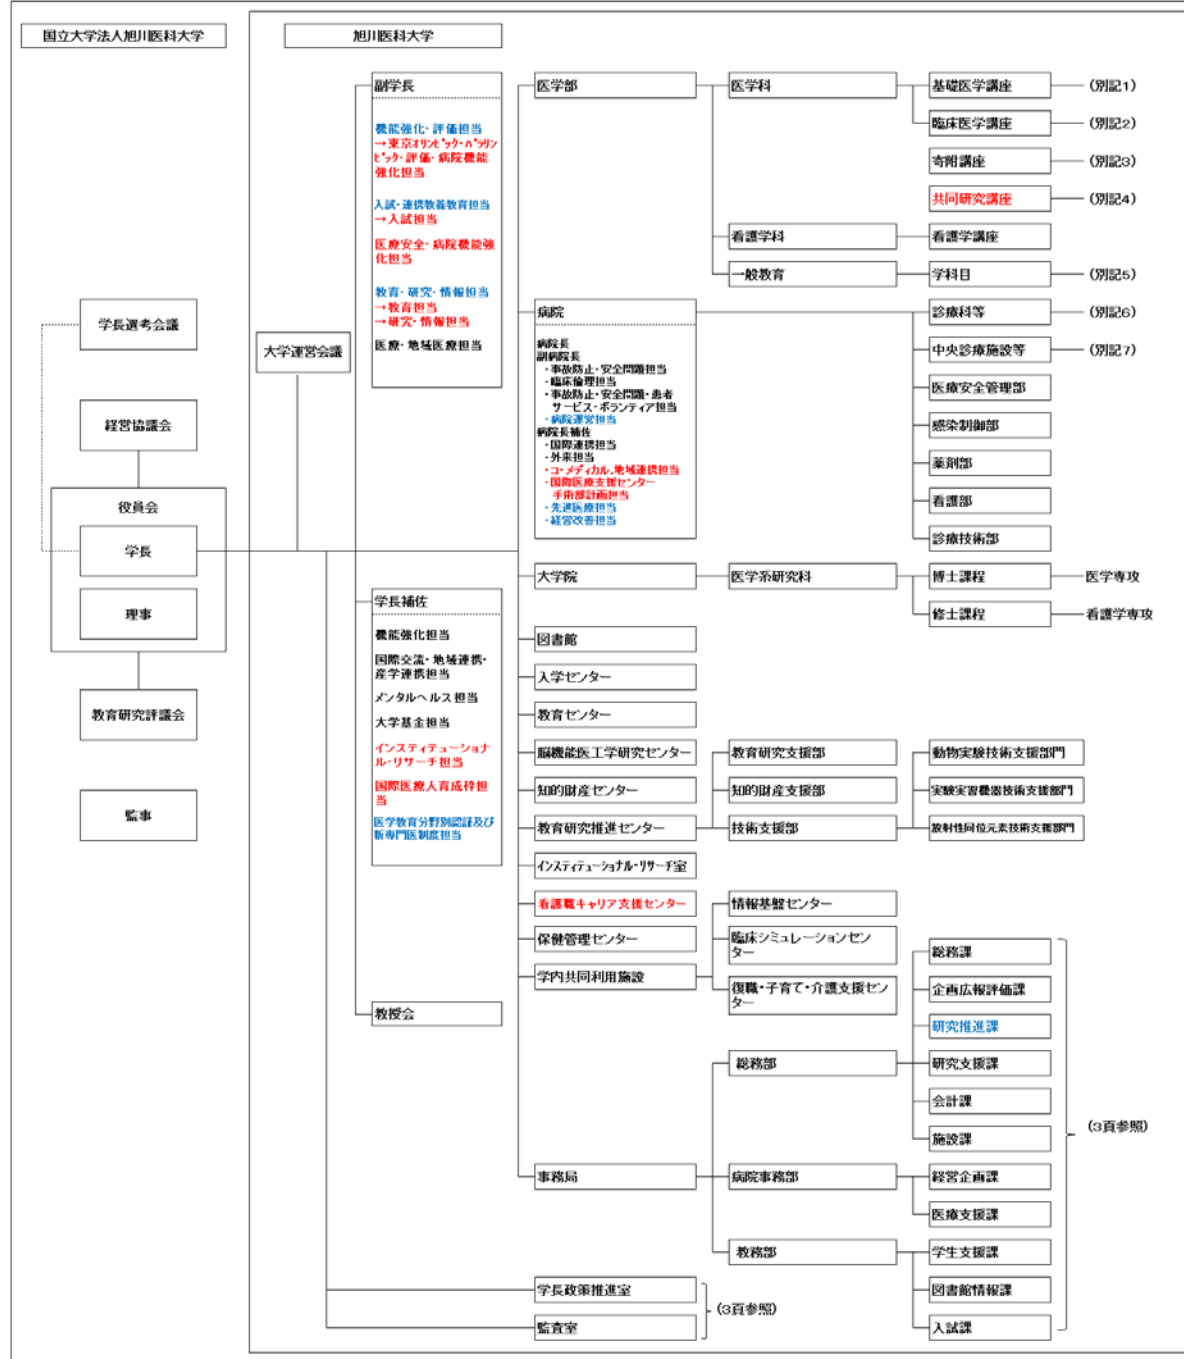 国立大学法人旭川医科大学
旭川医科大学
学長選考会議
経営協議会
役員会
学長
理事
教育研究評議会
監事
大学運営会議
副学長
機能強化・評価担当
→東京オリンピック・パラリン
ピック・評価・病院機能
強化担当
入試・連携教養教育担当
→入試担当
医療安全・病院機能強
化担当
教育・研究・情報担当
→教育担当
→研究・情報担当
医療・地域医療担当
学長補佐
機能強化担当
国際交流・地域連携・
産学連携担当
メンタルヘルス担当
大学基金担当
インスティテューショナ
ル・リサーチ担当
国際医療人育成枠担
当
医学教育分野別認証及び
新専門医制度担当
教授会
医学部
医学科
基礎医学講座
(別記1)
臨床医学講座
(別記2)
寄附講座
(別記3)
共同研究講座
(別記4)
看護学科
看護学講座
一般教育
学科目
(別記5)
病院
病院長
副病院長
・事故防止・安全問題担当
・臨床倫理担当
・事故防止・安全問題・患者
サービス・ボランティア担当
・病院運営担当
病院長補佐
・国際連携担当
・外来担当
・コ・メディカル,地域連携担当
・国際医療支援センター
手術部計画担当
・先進医療担当
・経営改善担当
診療科等
(別記6)
中央診療施設等
(別記7)
医療安全管理部
感染制御部
薬剤部
看護部
診療技術部
大学院
医学系研究科
博士課程
医学専攻
修士課程
看護学専攻
図書館
入学センター
教育センター
脳機能医工学研究センター
知的財産センター
教育研究推進センター
教育研究支援部
知的財産支援部
技術支援部
動物実験技術支援部門
実験実習機器技術支援部門
放射性同位元素技術支援部門
インスティテューショナル・リサーチ室
看護職キャリア支援センター
保健管理センター
学内共同利用施設
情報基盤センター
臨床シミュレーションセン
ター
復職・子育て・介護支援セン
ター
事務局
総務部
総務課
企画広報評価課
研究推進課
研究支援課
会計課
施設課
病院事務部
経営企画課
医療支援課
教務部
学生支援課
図書館情報課
入試課
(3頁参照)
学長政策推進室
監査室
(3頁参照)